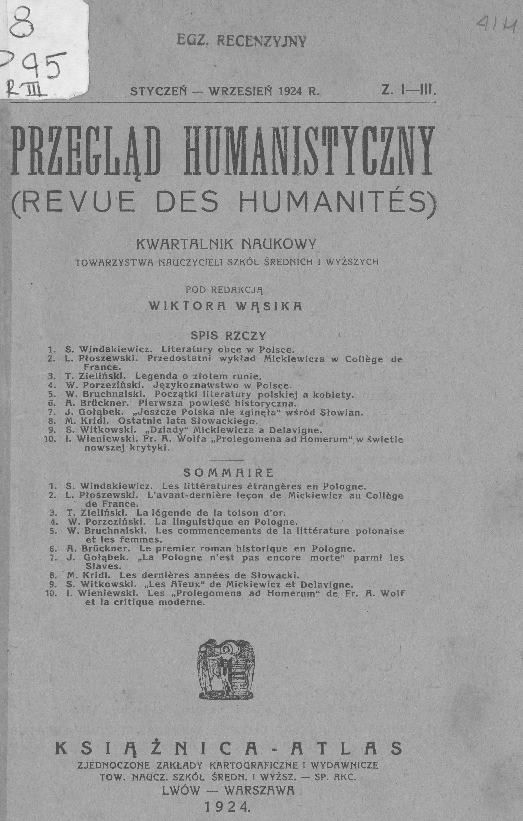 8
P95
R III
41M
EGZ. RECENZYJNY
STYCZEŃ — WRZESIEŃ 1924 R. Z. I—III.
PRZEGLĄD HUMANISTYCZNY
(REVUE DES HUMANITÉS)
KWARTALNIK NAUKOWY
TOWARZYSTWA NAUCZYCIELI SZKÓŁ ŚREDNICH I WYŻSZYCH
POD REDAKCJĄ
WIKTORA WĄSIKA
SPIS RZCZY
1. S. Windakiewicz. Literatury obce w Polsce.
2. L. Płoszewski. Przedostatni wykład Mickiewicza w Collège de
France.
3. T. Zieliński. Legenda o złotem runie.
4. W. Porzeziński. Językoznawstwo w Polsce.
5. W. Bruchnalski. Początki literatury polskiej a kobiety.
6. A. Brückner. Pierwsza powieść historyczna.
7. J. Gołąbek. „Jeszcze Polska nie zginęła" wśród Słowian.
8. M. Kridl. Ostatnie lata Słowackiego.
9. S. Witkowski. „Dziady" Mickiewicza a Delavigne.
10. I. Wieniewski. Fr. A. Wolfa „Prolegomena ad Homerum" w świetle
nowszej krytyki.
SOMMAIRE
1. S. Windakiewicz. Les littératures étrangères en Pologne.
2. L. Płoszewski. L'avant-dernière leçon de Mickiewicz au Collège
de France.
3. T. Zieliński. La légende de la toison d'or.
4. W. Porzeziński. La linguistique en Pologne.
5. W. Bruchnalski. Les commencements de la littérature polonaise
et les femmes.
6. A. Brückner. Le premier roman historique en Pologne.
7. J. Gołąbek. „La Pologne n'est pas encore morte" parmi les
Slaves.
8. M. Kridl. Les dernières années de Słowacki.
9. S. Witkowski. „Les Aïeux" de Mickiewicz et Delavigne.
10. I. Wieniewski. Les „Prolegomena ad Homerum" de Fr. A. Wolf
et la critique moderne.
KSIĄŻNICA-ATLAS
ZJEDNOCZONE ZAKŁADY KARTOGRAFICZNE I WYDAWNICZE
TOW. NAUCZ. SZKÓŁ ŚREDN. I WYŻSZ. — SP. AKC.
LWÓW — WARSZAWA
1924.